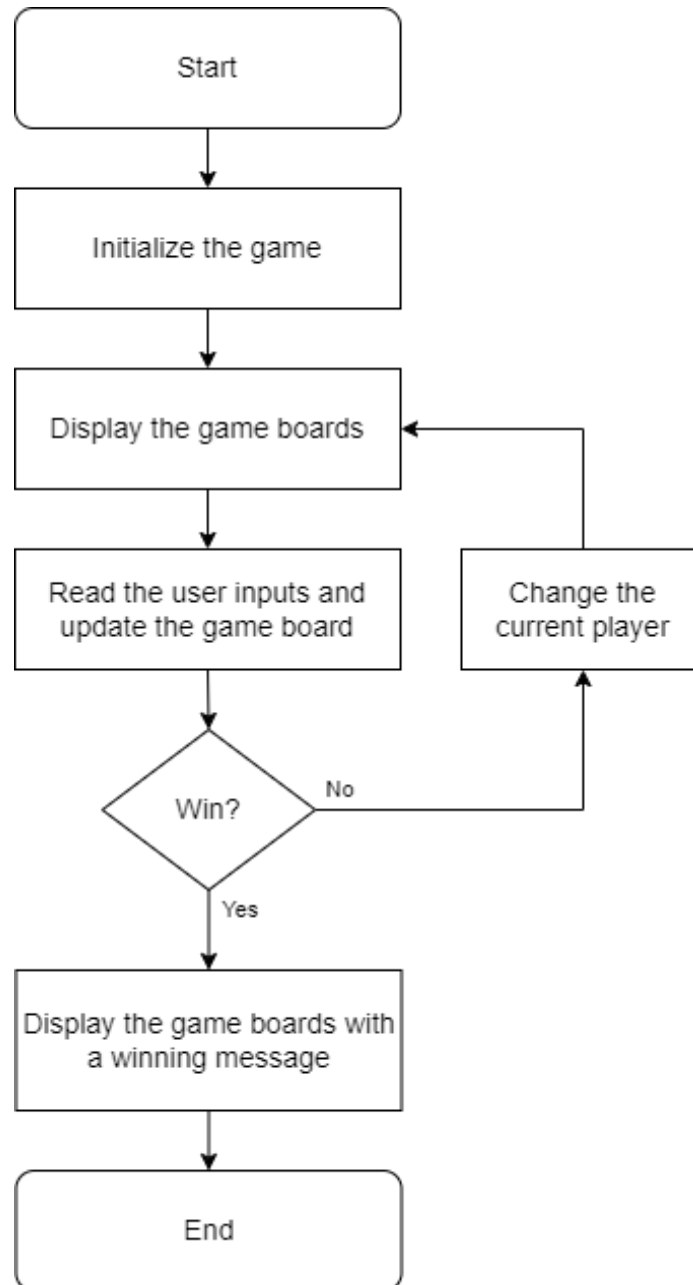 Start
Initialize the game
Display the game boards
Read the user inputs and
update the game board
Change the
current player
Win?
No
Yes
Display the game boards with
a winning message
End